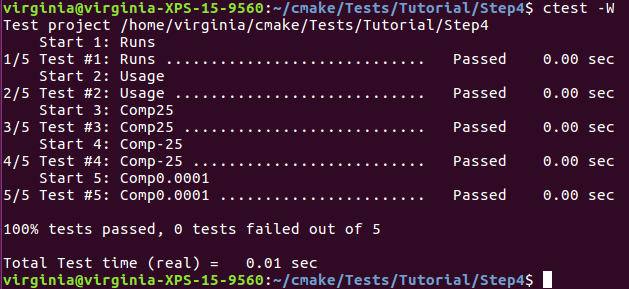 virginia@virginia-XPS-15-9560:~/cmake/Tests/Tutorial/Step4$ ctest -W
Test project /home/virginia/cmake/Tests/Tutorial/Step4
    Start 1: Runs
1/5 Test #1: Runs .............................   Passed    0.00 sec
    Start 2: Usage
2/5 Test #2: Usage ............................   Passed    0.00 sec
    Start 3: Comp25
3/5 Test #3: Comp25 ...........................   Passed    0.00 sec
    Start 4: Comp-25
4/5 Test #4: Comp-25 ..........................   Passed    0.00 sec
    Start 5: Comp0.0001
5/5 Test #5: Comp0.0001 .......................   Passed    0.00 sec

100% tests passed, 0 tests failed out of 5

Total Test time (real) =   0.01 sec
virginia@virginia-XPS-15-9560:~/cmake/Tests/Tutorial/Step4$